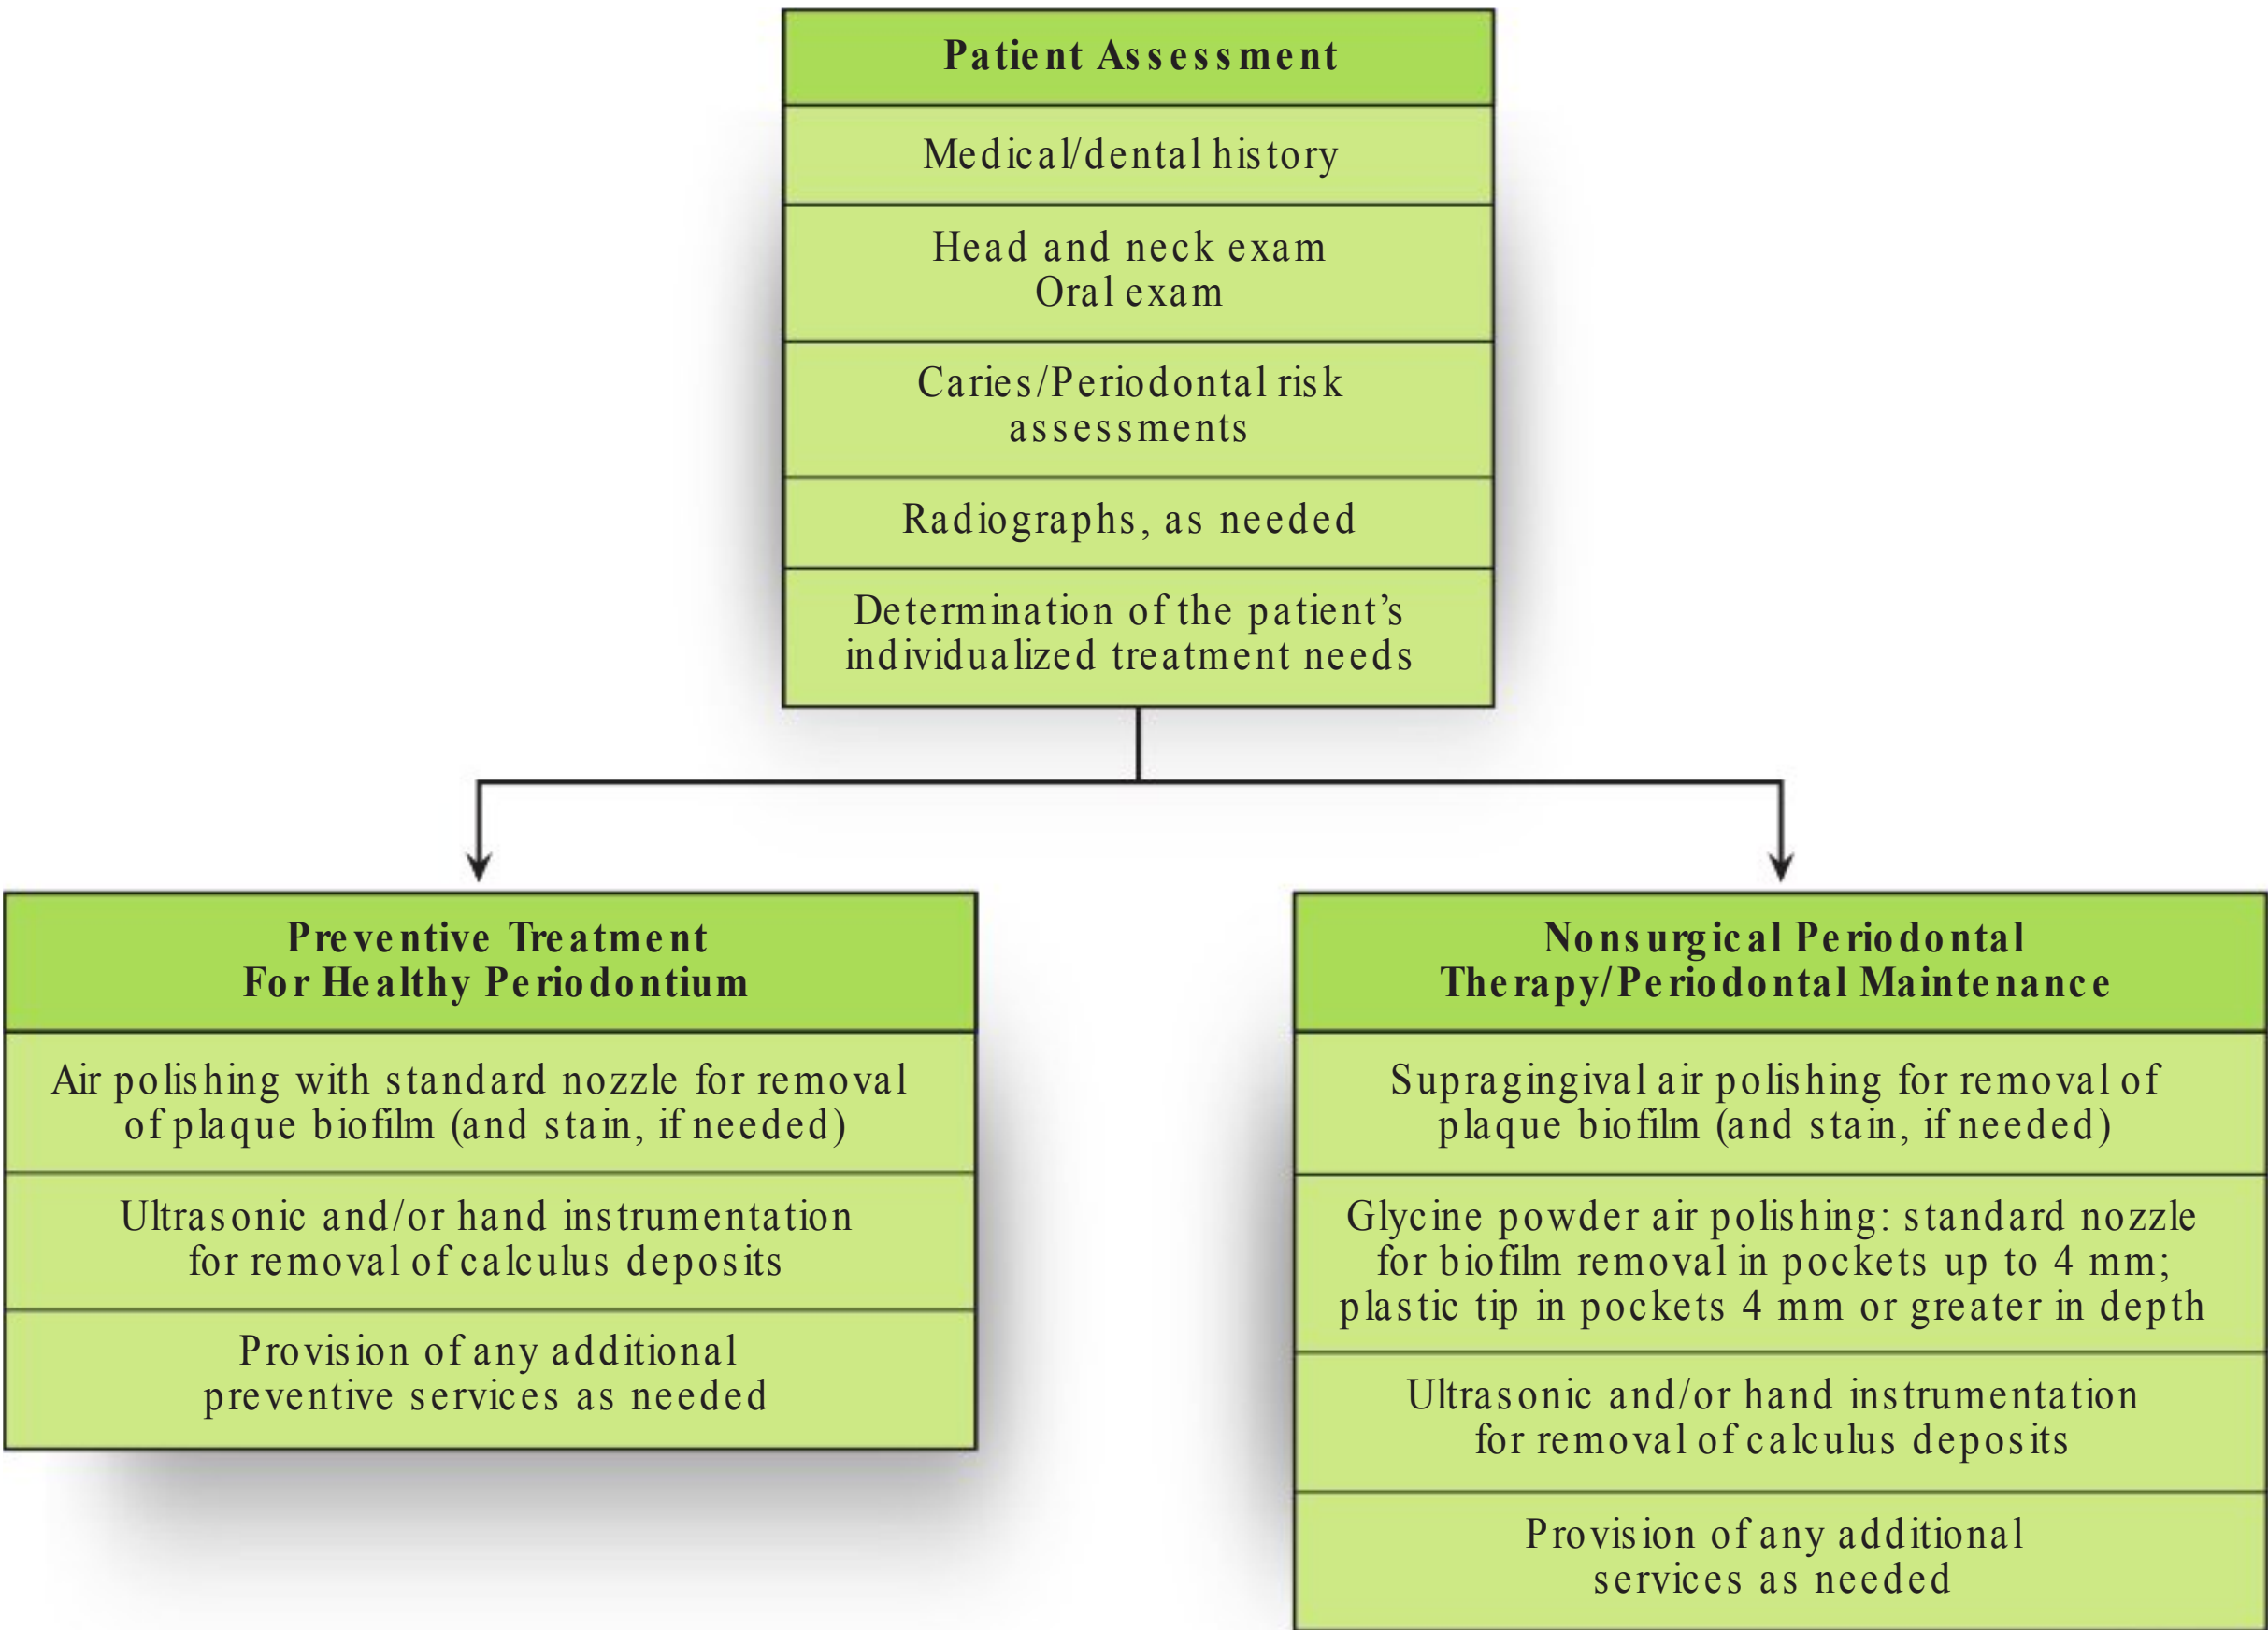 Patient Assessment
Medical/dental history
Head and neck exam
Oral exam
Caries/Periodontal risk
assessments
Radiographs, as needed
Determination of the patient’s
individualized treatment needs
Preventive Treatment
For Healthy Periodontium
Air polishing with standard nozzle for removal
of plaque biofilm (and stain, if needed)
Ultrasonic and/or hand instrumentation
for removal of calculus deposits
Provision of any additional
preventive services as needed
Nonsurgical Periodontal
Therapy/Periodontal Maintenance
Supragingival air polishing for removal of
plaque biofilm (and stain, if needed)
Glycine powder air polishing: standard nozzle
for biofilm removal in pockets up to 4 mm;
plastic tip in pockets 4 mm or greater in depth
Ultrasonic and/or hand instrumentation
for removal of calculus deposits
Provision of any additional
services as needed